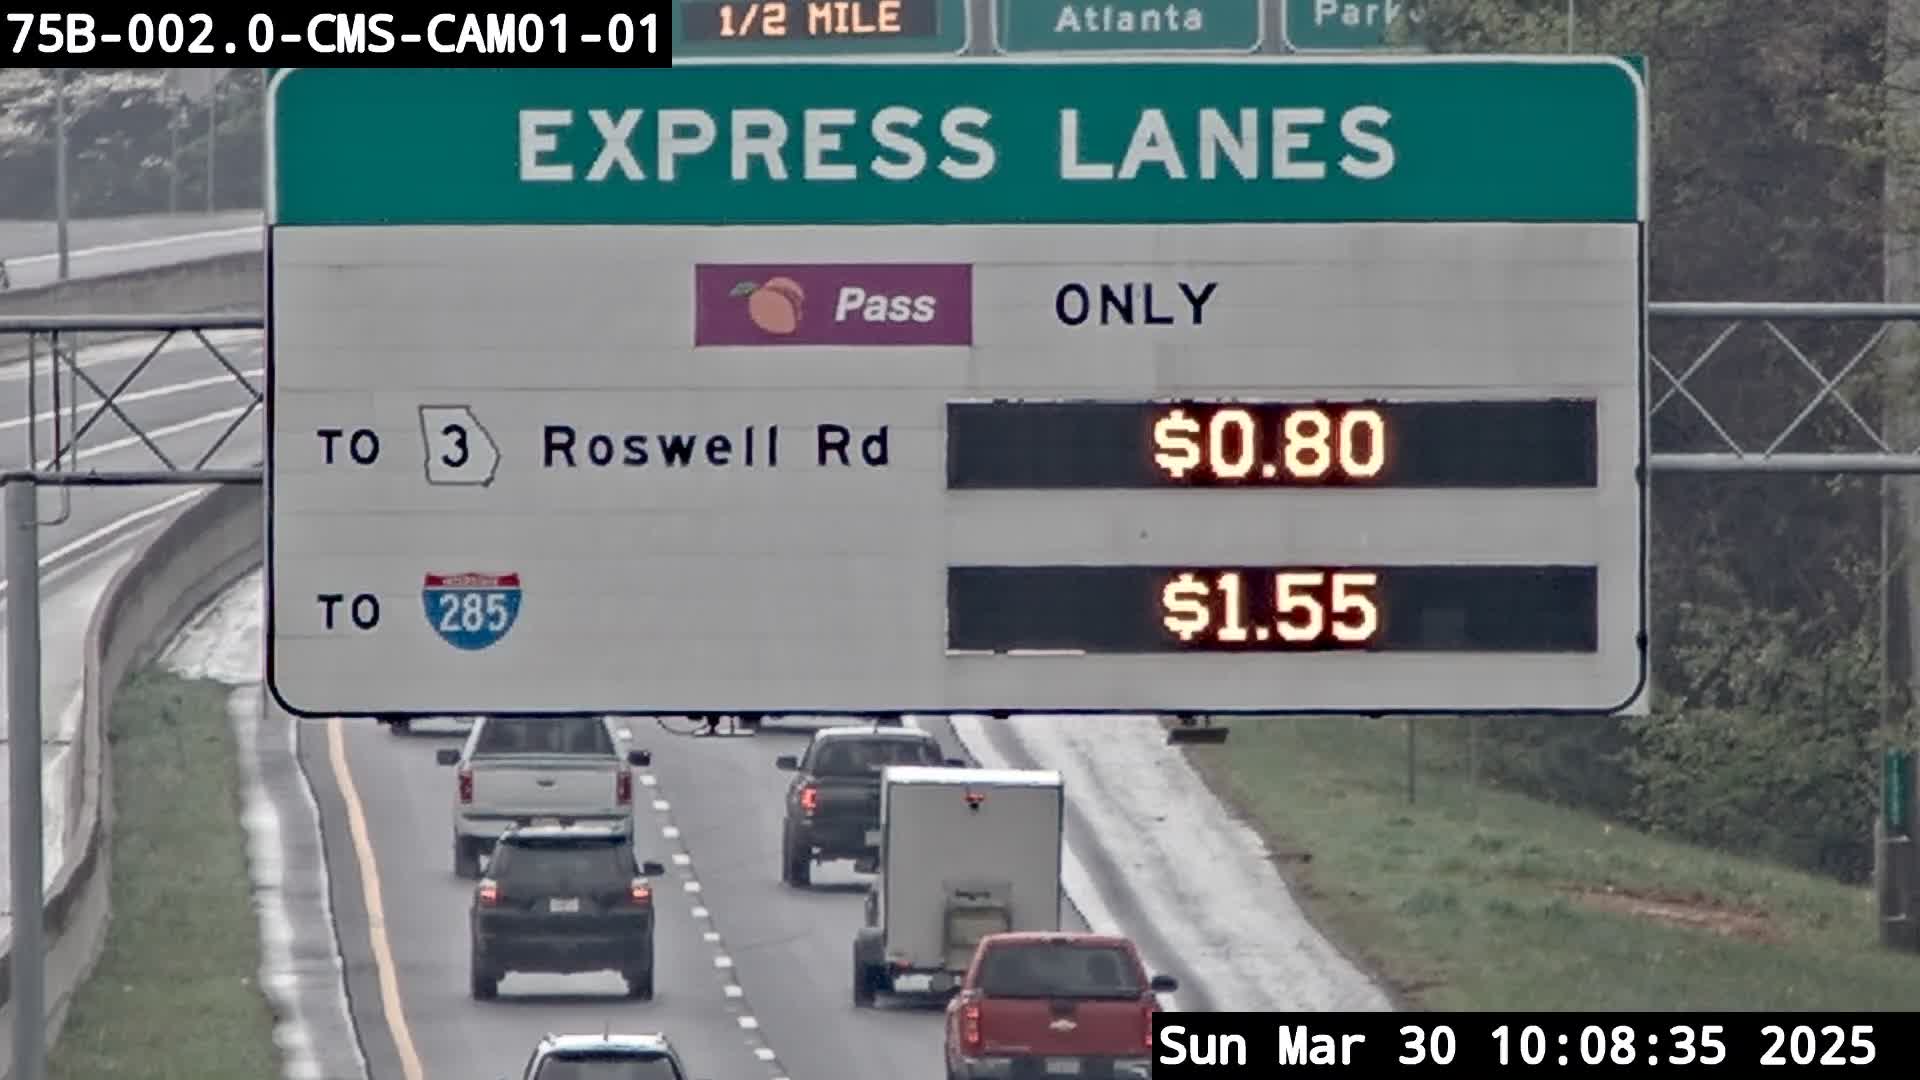 75B-002.0-CMS-CAM01-01
1/2 MILE
Atlanta
Park
EXPRESS LANES
Pass ONLY
TO 3 Roswell Rd $0.80
TO 285 $1.55
Sun Mar 30 10:08:35 2025